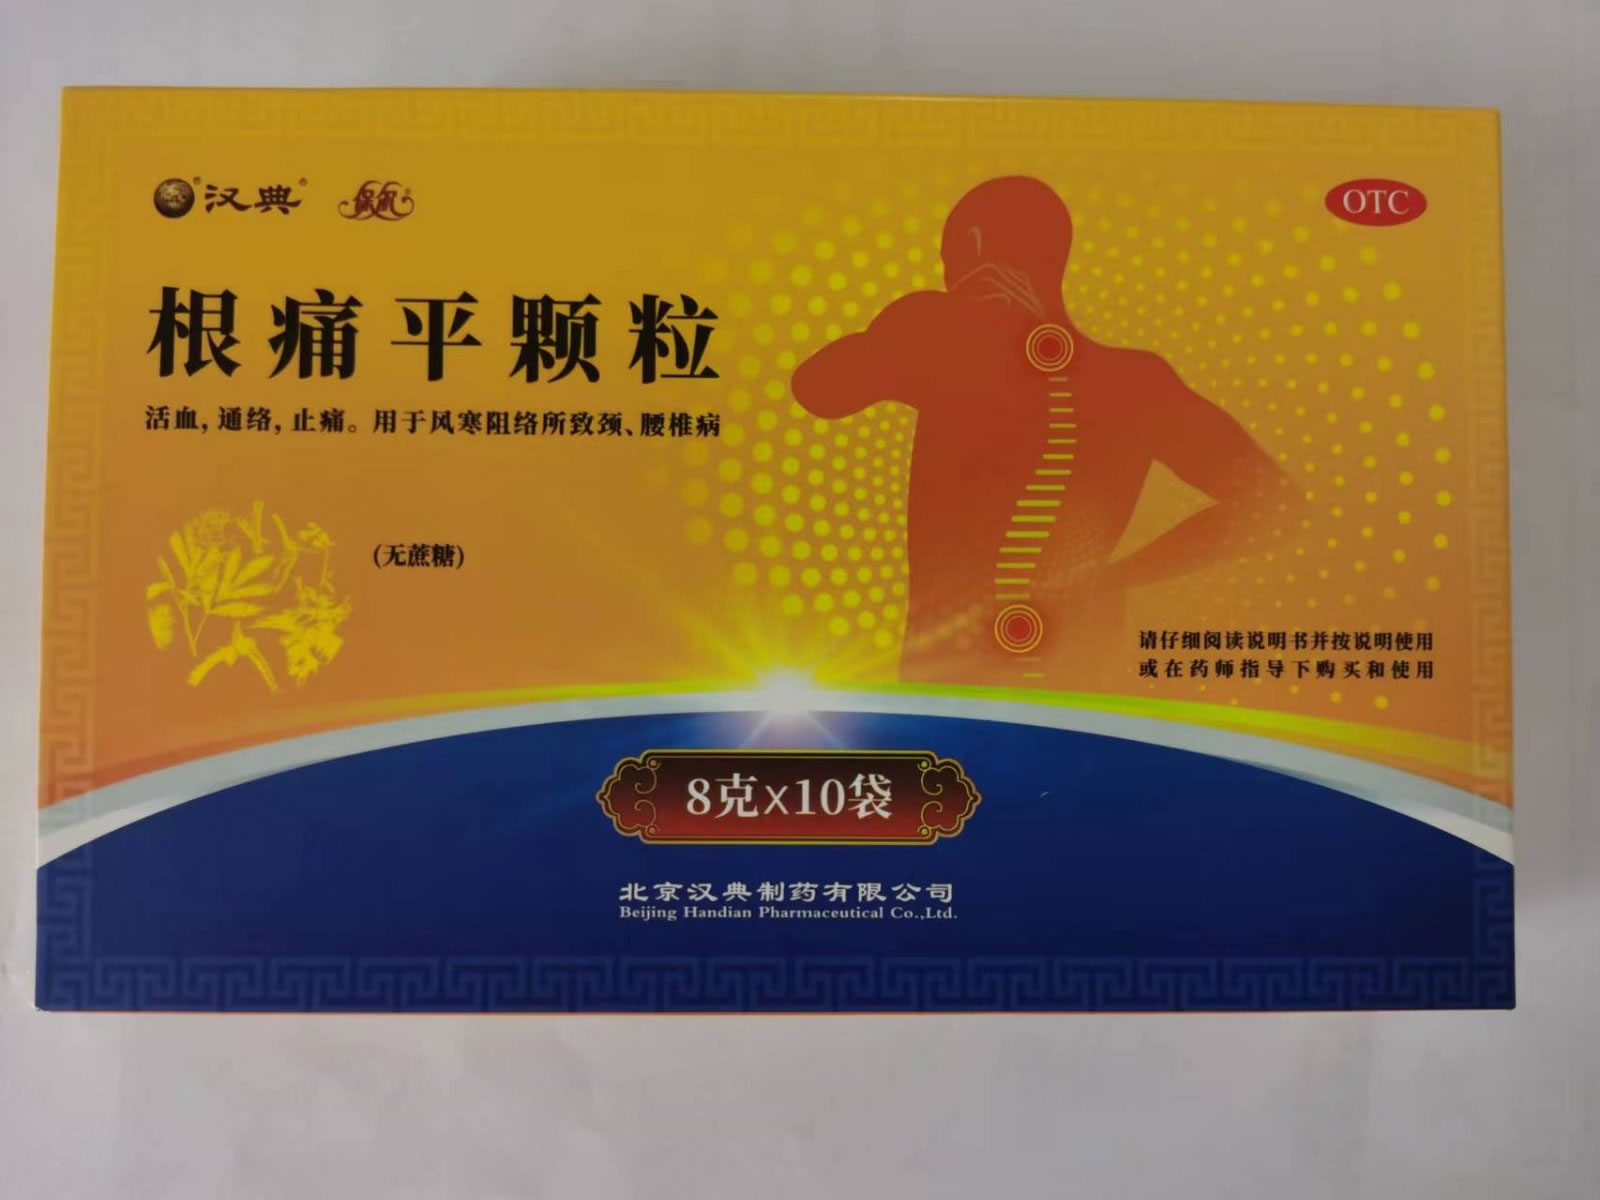 汉典
OTC
根痛平颗粒
活血,通络,止痛。用于风寒阻络所致颈、腰椎病
(无蔗糖)
请仔细阅读说明书并按说明使用
或在药师指导下购买和使用
8克x10袋
北京汉典制药有限公司
Beijing Handian Pharmaceutical Co.,Ltd.